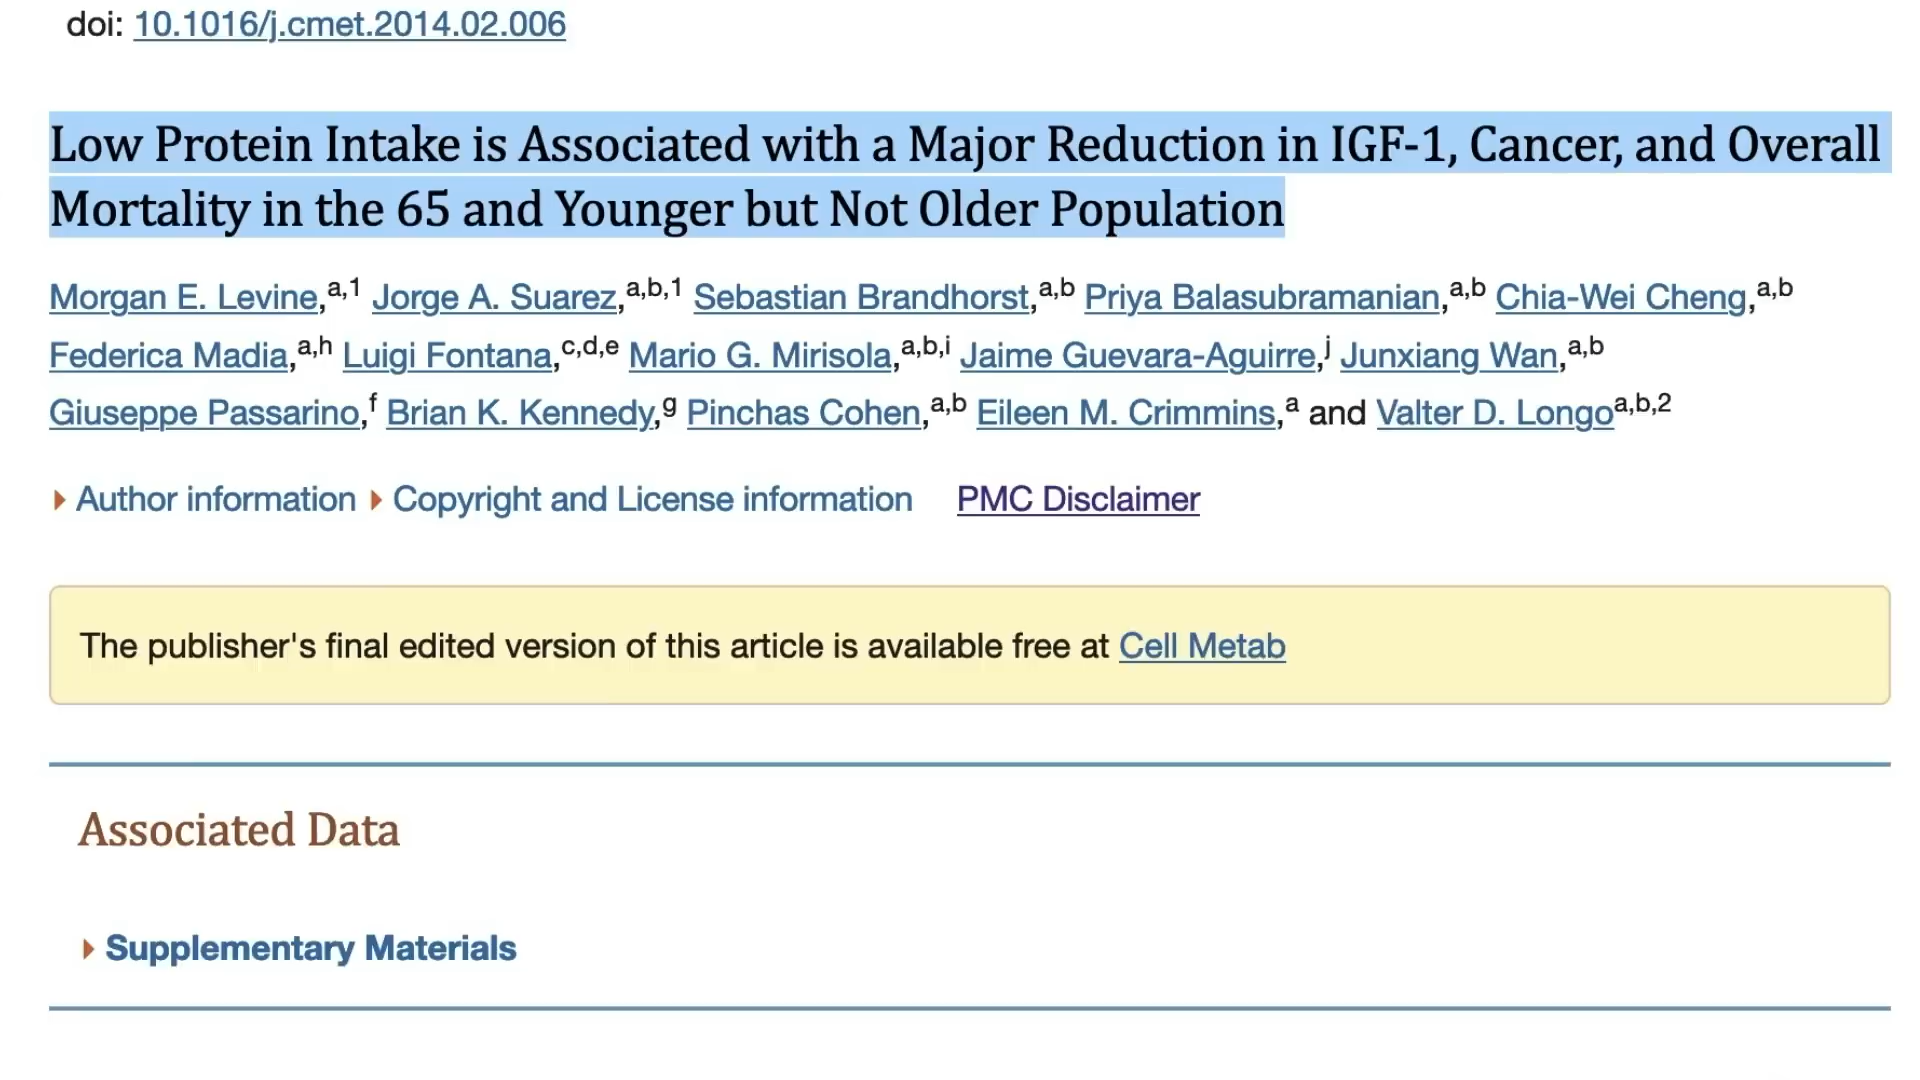 doi: 10.1016/j.cmet.2014.02.006
Low Protein Intake is Associated with a Major Reduction in IGF-1, Cancer, and Overall
Mortality in the 65 and Younger but Not Older Population
Morgan E. Levine,a,1 Jorge A. Suarez,a,b,1 Sebastian Brandhorst,a,b Priya Balasubramanian,a,b Chia-Wei Cheng,a,b
Federica Madia,a,h Luigi Fontana,c,d,e Mario G. Mirisola,a,b,i Jaime Guevara-Aguirre,j Junxiang Wan,a,b
Giuseppe Passarino,f Brian K. Kennedy,g Pinchas Cohen,a,b Eileen M. Crimmins,a and Valter D. Longoa,b,2
Author information Copyright and License information PMC Disclaimer
The publisher's final edited version of this article is available free at Cell Metab
Associated Data
Supplementary Materials